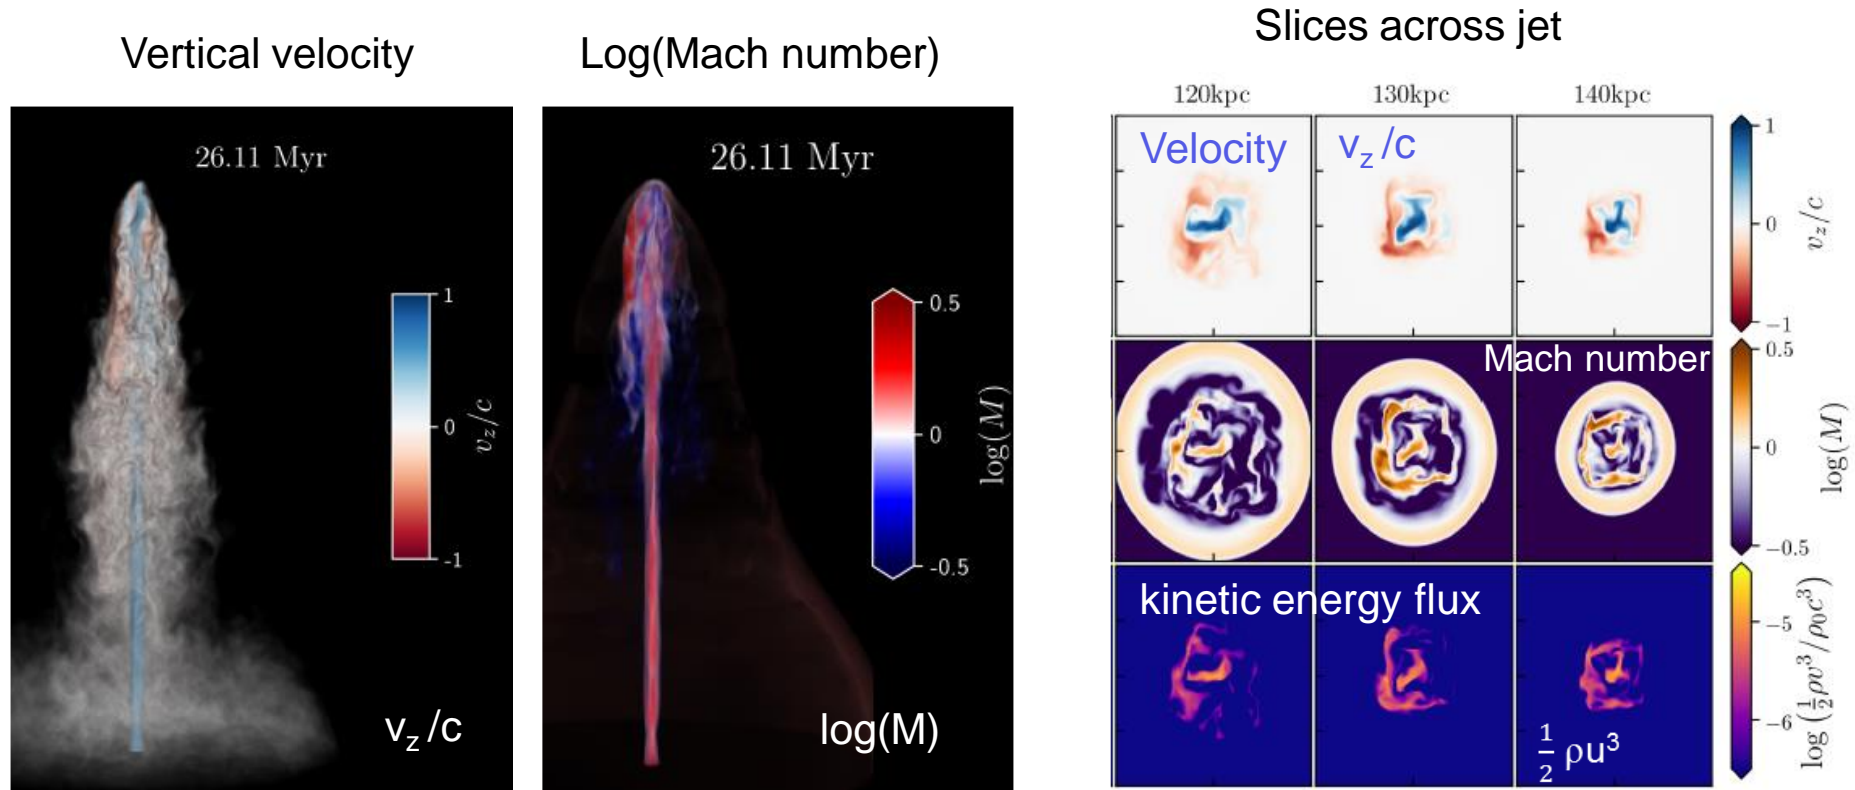 Vertical velocity
Log(Mach number)
Slices across jet
26.11 Myr
1
0
-1
v_z/c
v_z /c
26.11 Myr
0.5
0
-0.5
log(M)
log(M)
120kpc 130kpc 140kpc
Velocity v_z /c
1
0
−1
v_z/c
Mach number
0.5
0
−0.5
log(M)
kinetic energy flux
½ ρu³
−5
−6
log (½ρv³/ρ₀c³)